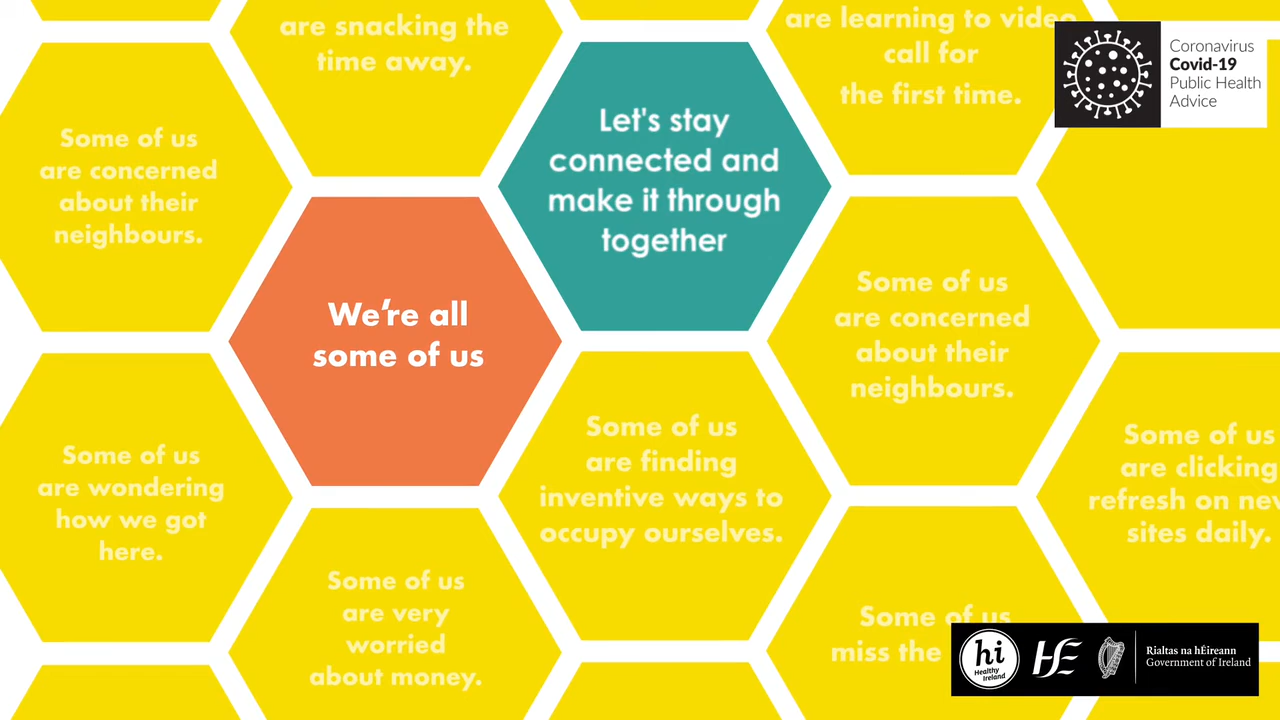 are snacking the
time away.
are learning to video
call for
the first time.
Coronavirus
Covid-19
Public Health
Advice
Some of us
are concerned
about their
neighbours.
Let's stay
connected and
make it through
together
We're all
some of us
Some of us
are concerned
about their
neighbours.
Some of us
are wondering
how we got
here.
Some of us
are finding
inventive ways to
occupy ourselves.
Some of us
are clicking
refresh on
sites daily.
Some of us
are very
worried
about money.
Some of us
miss the
hi
Healthy
Ireland
HE
Rialtas na hÉireann
Government of Ireland